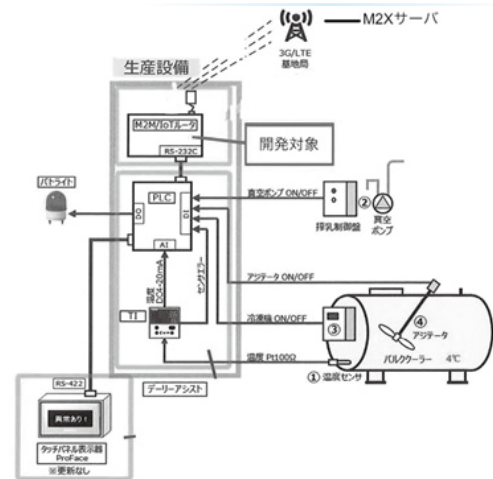 M2Xサーバ
3G/LTE
基地局
生産設備
M2M/IoTルータ
RS-232C
開発対象
パトライト
PLC
DO
DI
AI
真空ポンプ ON/OFF
②
搾乳制御盤
真空
ポンプ
アジテータ ON/OFF
温度
DC4-20mA
センサエラー
冷凍機 ON/OFF
③
④
アジテータ
バルククーラー 4℃
TI
温度 Pt100Ω
①温度センサ
デーリーアシスト
RS-422
異常あり!
タッチパネル表示器
ProFace
※更新なし